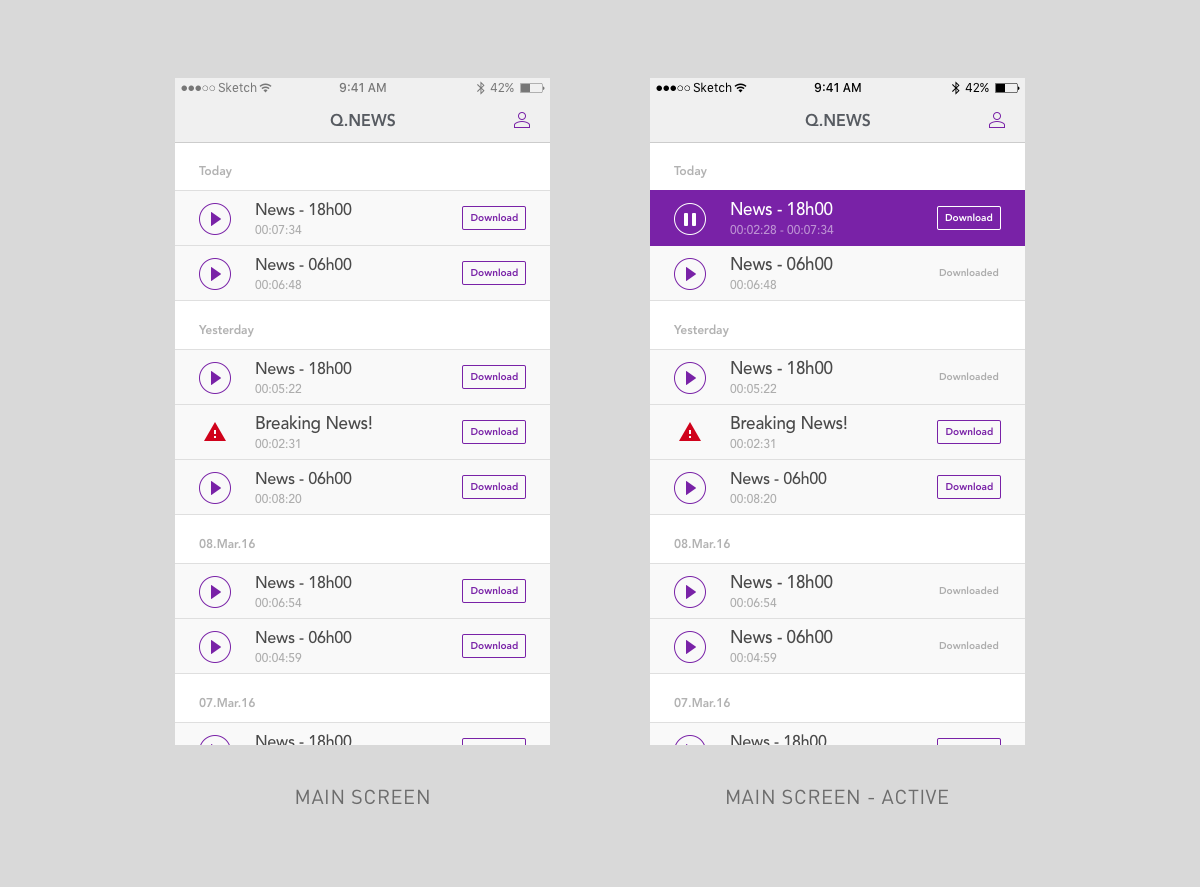 Sketch 9:41 AM 42%
Q.NEWS
Today
News - 18h00
00:07:34
Download
News - 06h00
00:06:48
Download
Yesterday
News - 18h00
00:05:22
Download
Breaking News!
00:02:31
Download
News - 06h00
00:08:20
Download
08.Mar.16
News - 18h00
00:06:54
Download
News - 06h00
00:04:59
Download
07.Mar.16
News - 18h00
MAIN SCREEN
Sketch 9:41 AM 42%
Q.NEWS
Today
News - 18h00
00:02:28 - 00:07:34
Download
News - 06h00
00:06:48
Downloaded
Yesterday
News - 18h00
00:05:22
Downloaded
Breaking News!
00:02:31
Download
News - 06h00
00:08:20
Download
08.Mar.16
News - 18h00
00:06:54
Downloaded
News - 06h00
00:04:59
Downloaded
07.Mar.16
News - 18h00
MAIN SCREEN - ACTIVE